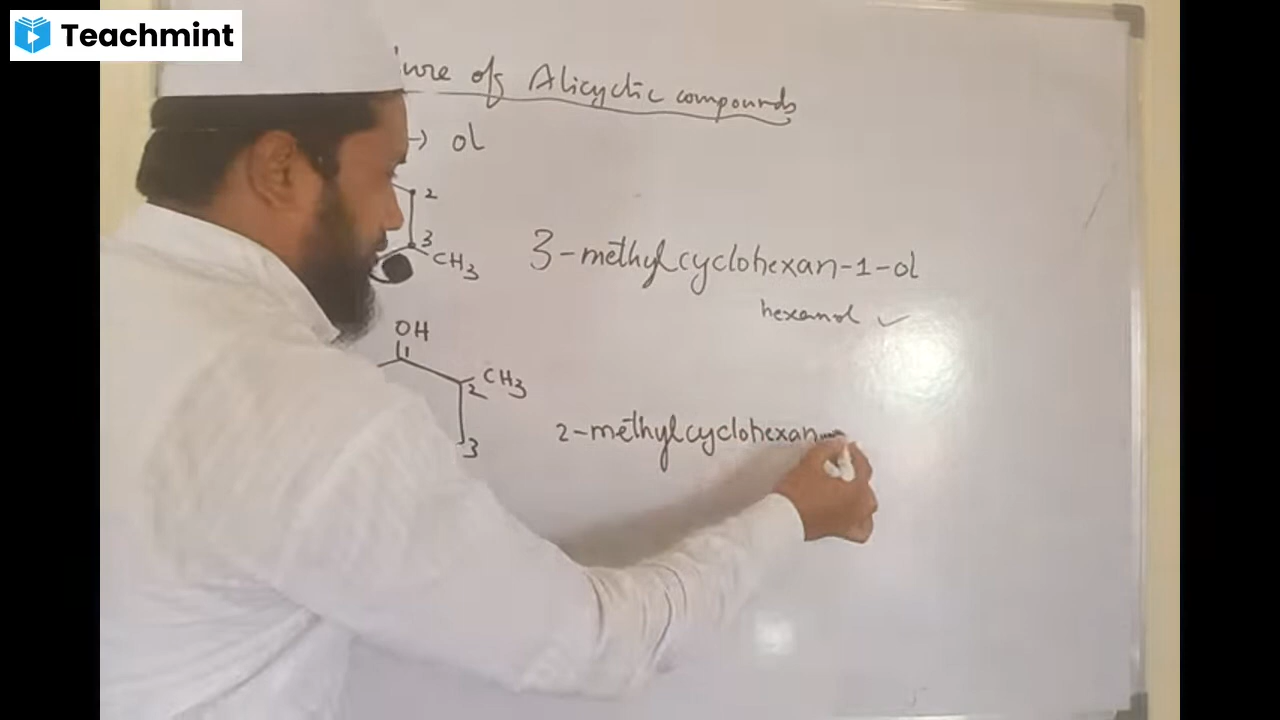 Teachmint
ure of Alicyclic compounds
→ ol
2
3
CH3
3-methylcyclohexan-1-ol
hexanol ✓
OH
1
CH3
2
2-methylcyclohexan
3